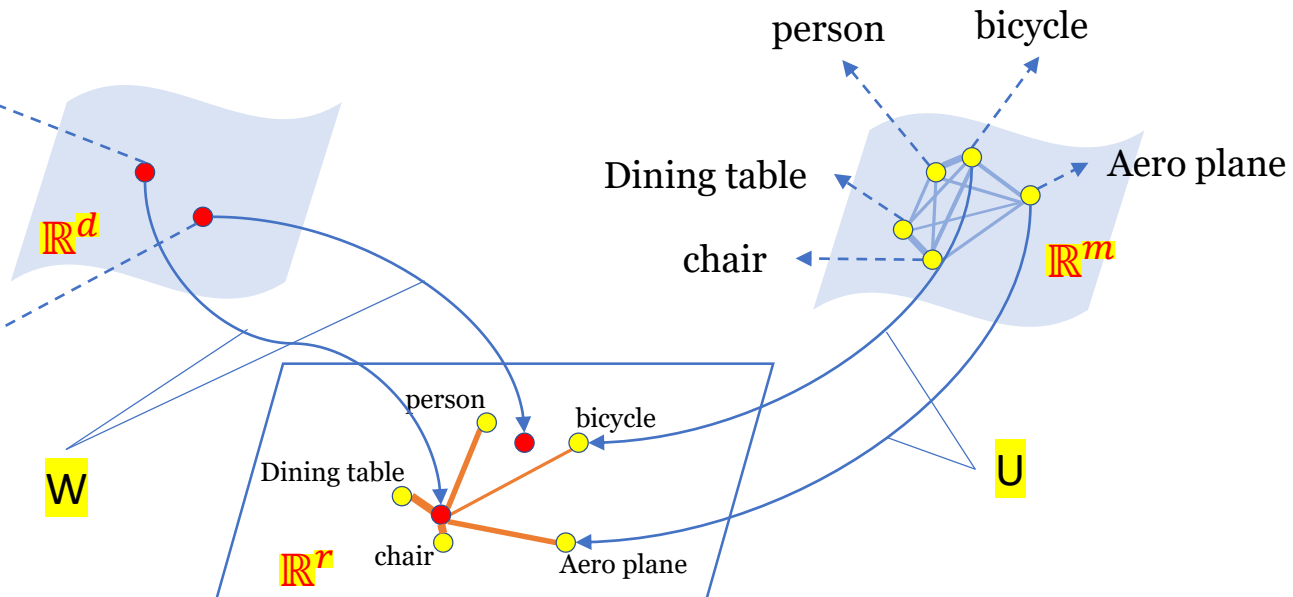 person
bicycle
Dining table
Aero plane
chair
ℝ^d
ℝ^m
person
bicycle
Dining table
W
U
chair
Aero plane
ℝ^r